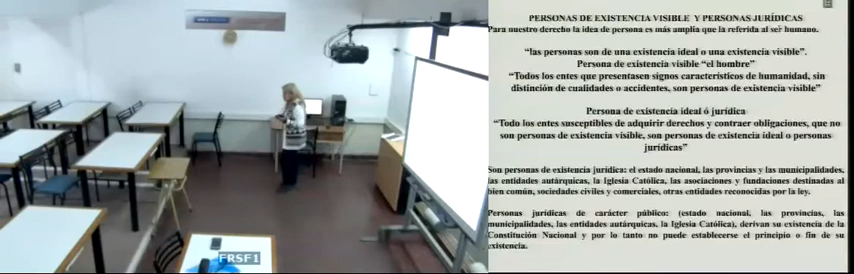 PERSONAS DE EXISTENCIA VISIBLE Y PERSONAS JURÍDICAS
Para nuestro derecho la idea de persona es más amplia que la referida al ser humano.
“las personas son de una existencia ideal o una existencia visible”.
Persona de existencia visible “el hombre”
“Todos los entes que presentasen signos característicos de humanidad, sin
distinción de cualidades o accidentes, son personas de existencia visible”
Persona de existencia ideal ó jurídica
“Todo los entes susceptibles de adquirir derechos y contraer obligaciones, que no
son personas de existencia visible, son personas de existencia ideal o personas
jurídicas”
Son personas de existencia jurídica: el estado nacional, las provincias y las municipalidades,
las entidades autárquicas, la Iglesia Católica, las asociaciones y fundaciones destinadas al
bien común, sociedades civiles y comerciales, otras entidades reconocidas por la ley.
Personas jurídicas de carácter público: (estado nacional, las provincias, las
municipalidades, las entidades autárquicas, la Iglesia Católica), derivan su existencia de la
Constitución Nacional y por lo tanto no puede establecerse el principio o fin de su
existencia.
FRSF1